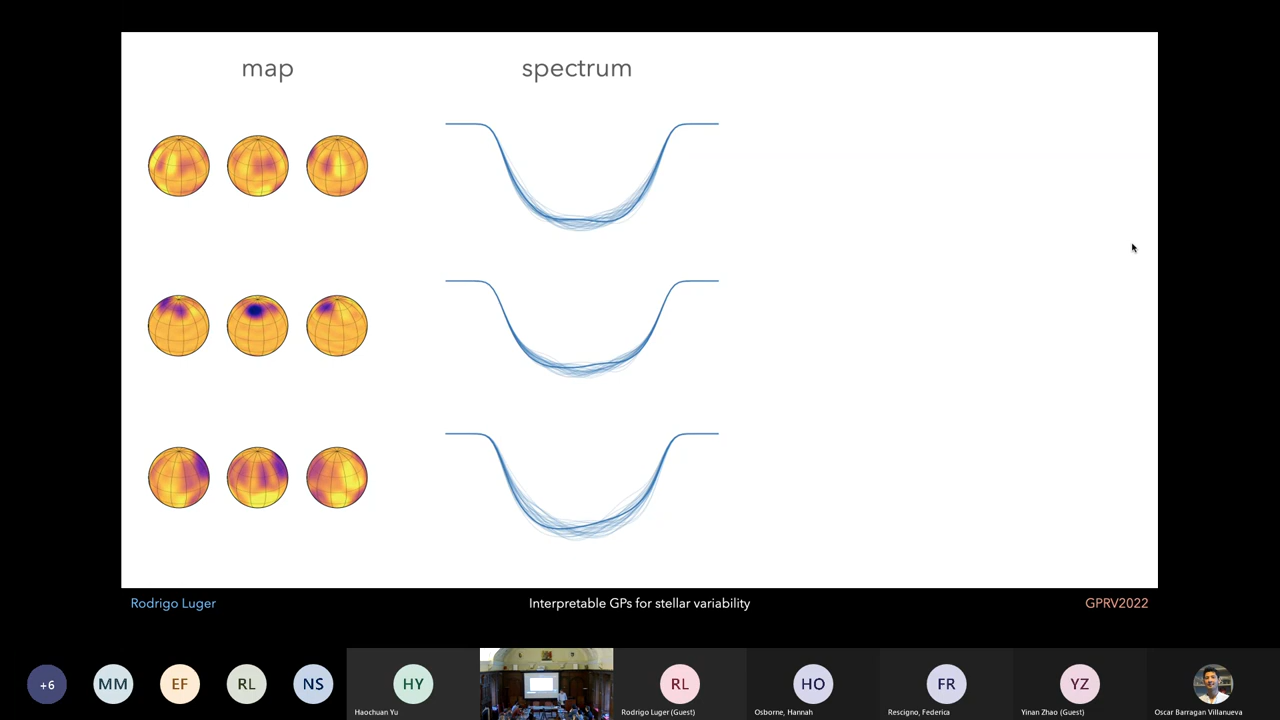 map
spectrum
Rodrigo Luger
Interpretable GPs for stellar variability
GPRV2022
+6
MM
EF
RL
NS
HY
Haochuan Yu
RL
Rodrigo Luger (Guest)
HO
Osborne, Hannah
FR
Rescigno, Federica
YZ
Yinan Zhao (Guest)
Oscar Barragan Villanueva